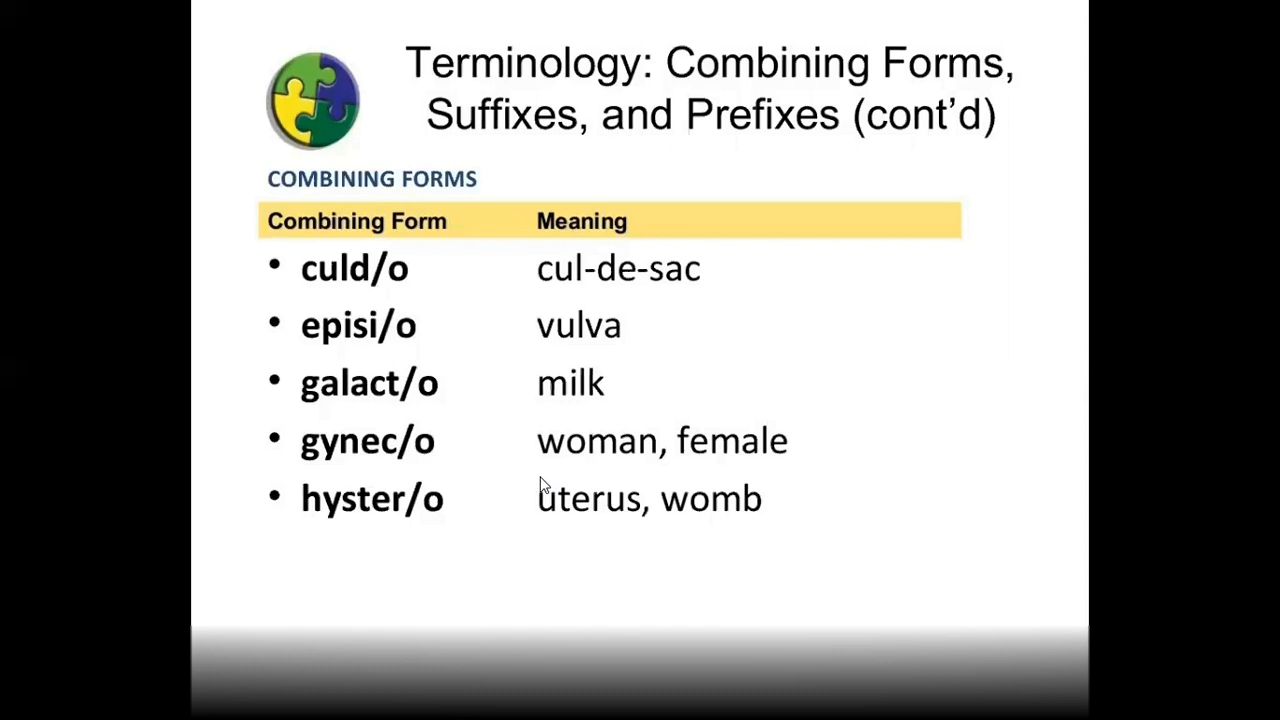 Terminology: Combining Forms,
Suffixes, and Prefixes (cont’d)
COMBINING FORMS
Combining Form Meaning
• culd/o cul-de-sac
• episi/o vulva
• galact/o milk
• gynec/o woman, female
• hyster/o uterus, womb